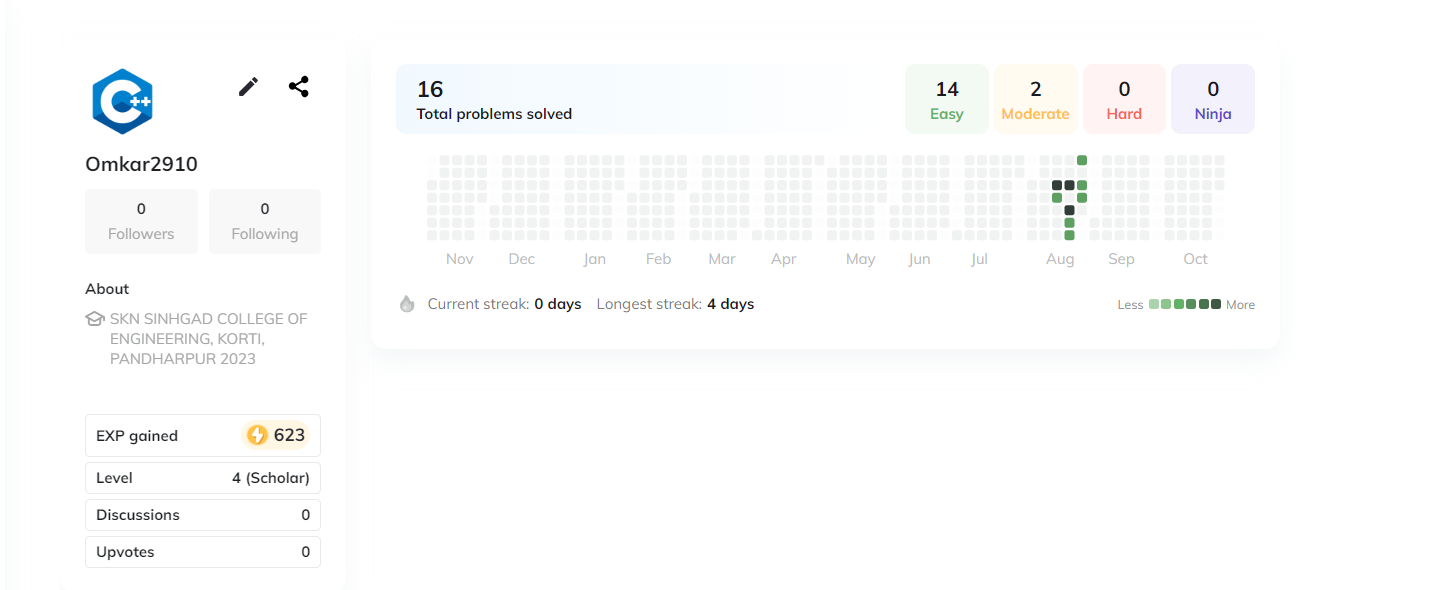 C++
Omkar2910
0
Followers
0
Following
About
SKN SINHGAD COLLEGE OF
ENGINEERING, KORTI,
PANDHARPUR 2023
EXP gained 623
Level 4 (Scholar)
Discussions 0
Upvotes 0
16
Total problems solved
14
Easy
2
Moderate
0
Hard
0
Ninja
Nov Dec Jan Feb Mar Apr May Jun Jul Aug Sep Oct
Current streak: 0 days Longest streak: 4 days
Less More